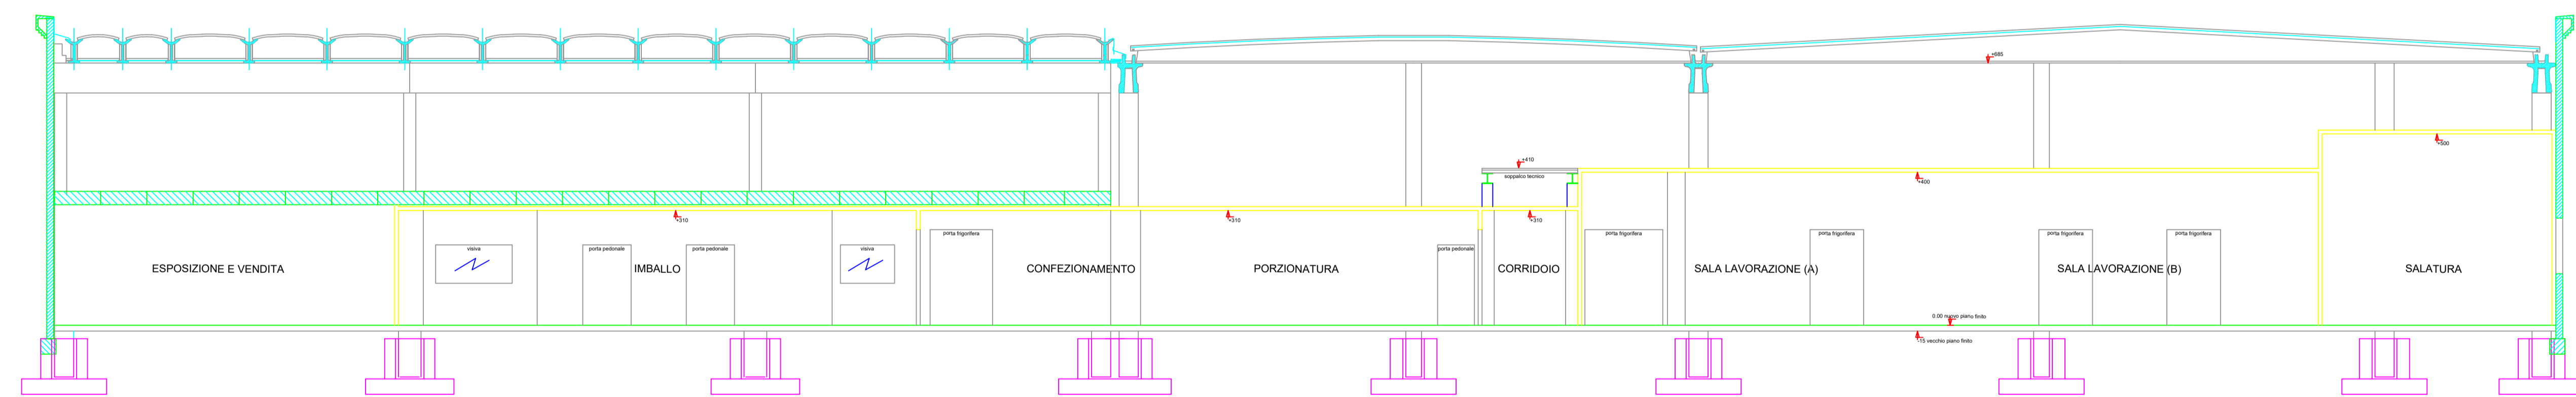 +685
+410
soppalco tecnico
+500
+400
+310
+310
+310
visiva
porta pedonale
porta pedonale
visiva
porta frigorifera
porta pedonale
porta frigorifera
porta frigorifera
porta frigorifera
porta frigorifera
ESPOSIZIONE E VENDITA
IMBALLO
CONFEZIONAMENTO
PORZIONATURA
CORRIDOIO
SALA LAVORAZIONE (A)
SALA LAVORAZIONE (B)
SALATURA
0.00 nuovo piano finito
-15 vecchio piano finito